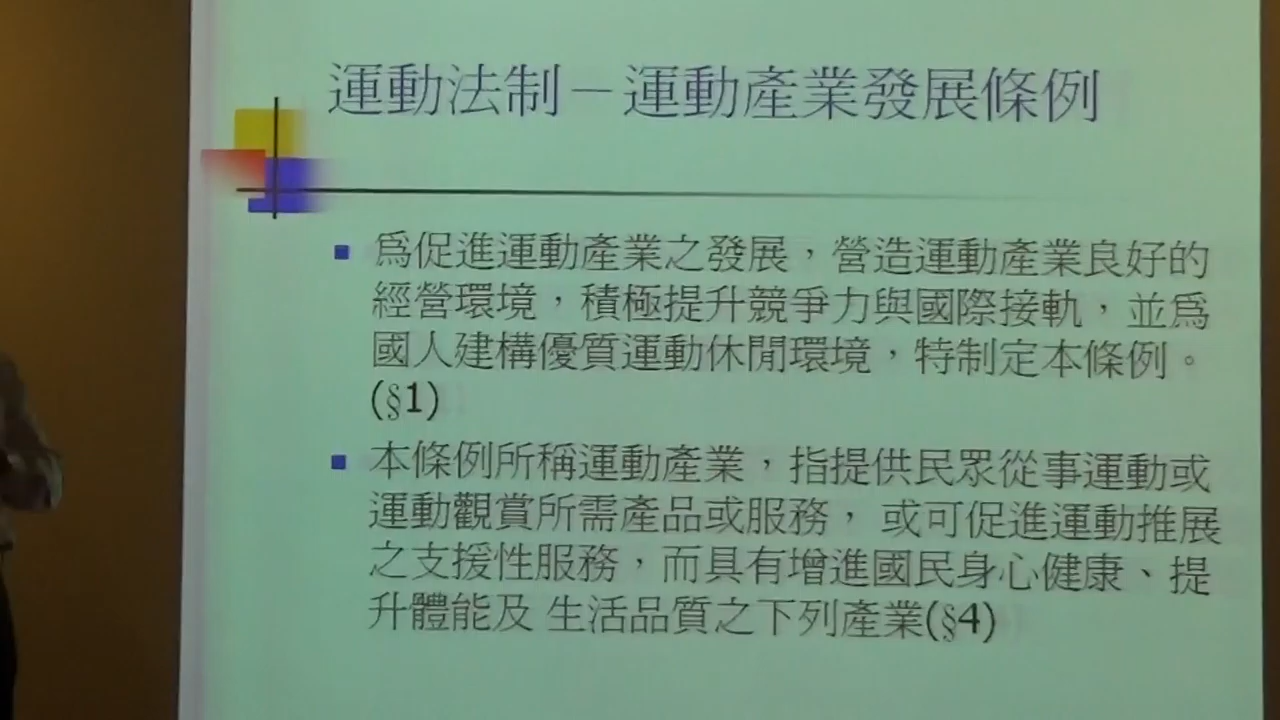 運動法制－運動產業發展條例
為促進運動產業之發展，營造運動產業良好的
經營環境，積極提升競爭力與國際接軌，並為
國人建構優質運動休閒環境，特制定本條例。
(§1)
本條例所稱運動產業，指提供民眾從事運動或
運動觀賞所需產品或服務， 或可促進運動推展
之支援性服務，而具有增進國民身心健康、提
升體能及 生活品質之下列產業(§4)